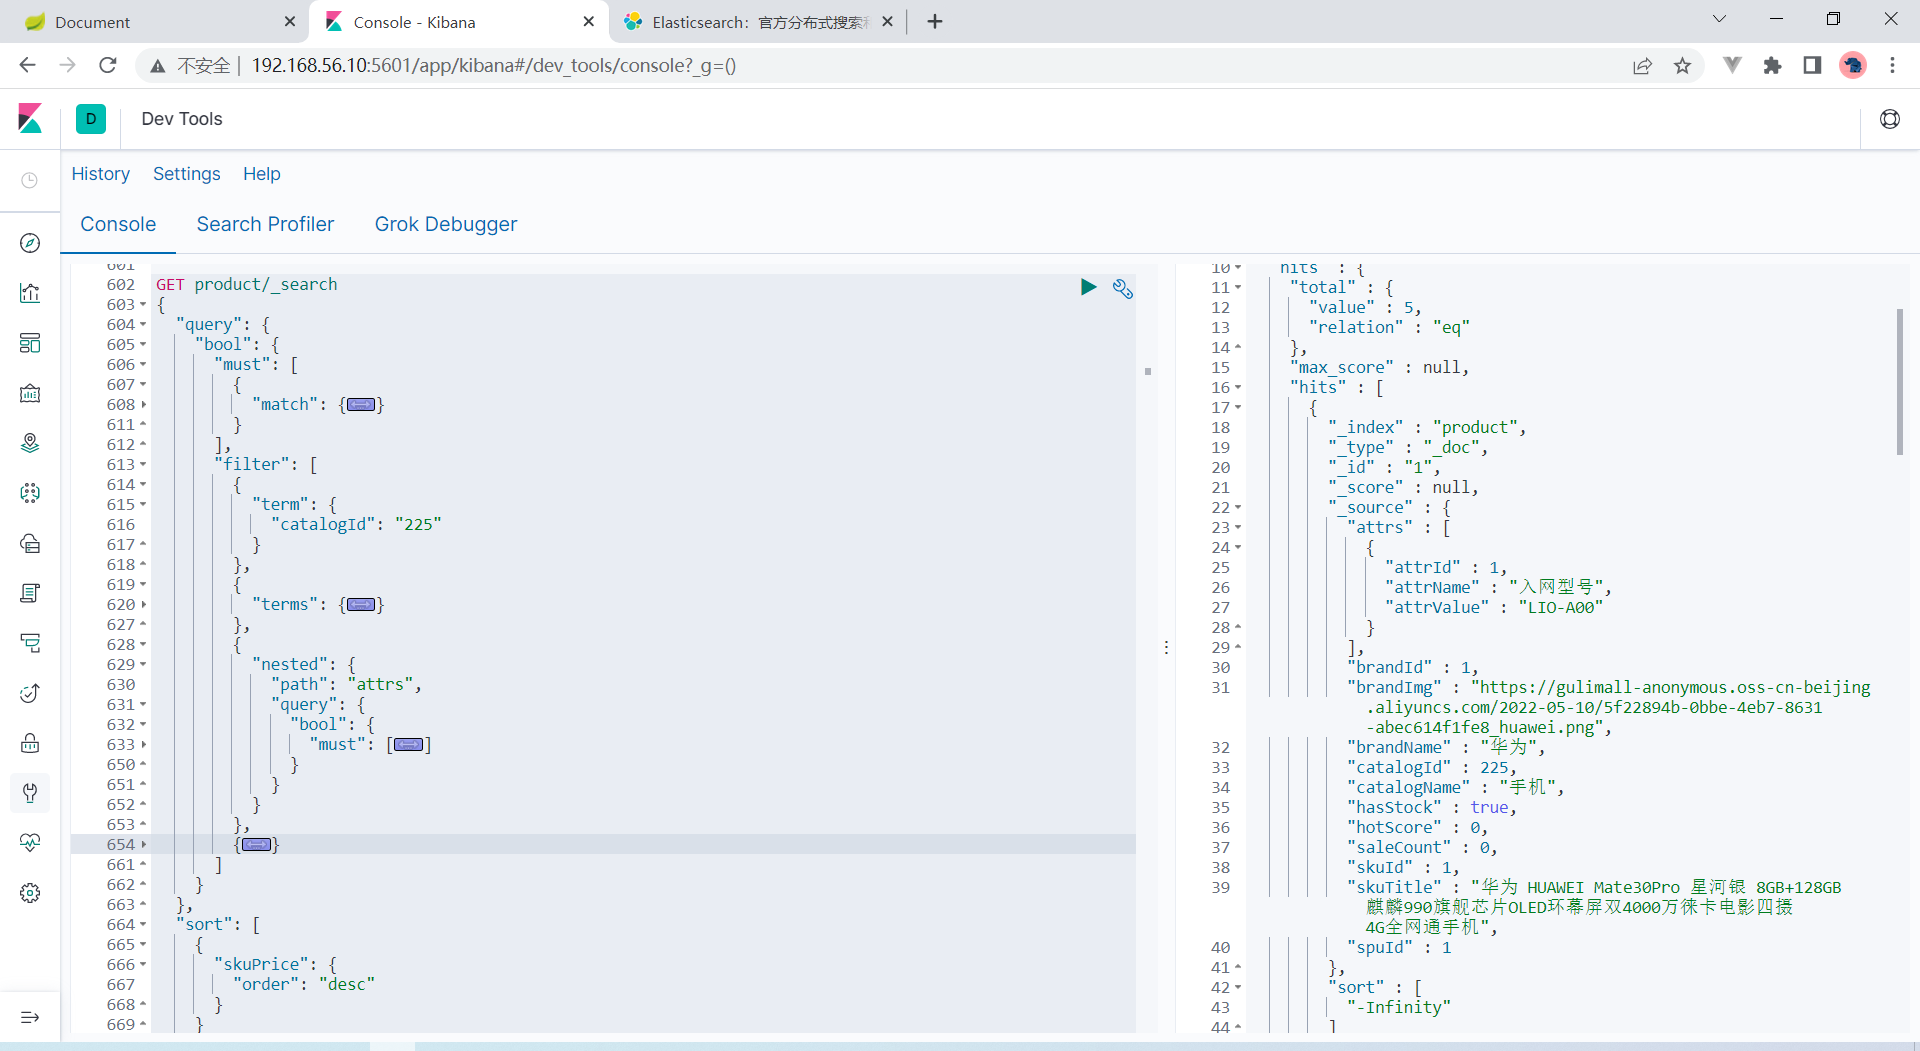 Document
Console - Kibana
Elasticsearch：官方分布式搜索
不安全 | 192.168.56.10:5601/app/kibana#/dev_tools/console?_g=()
D Dev Tools
History Settings Help
Console Search Profiler Grok Debugger
601
602 GET product/_search
603 {
604 "query": {
605 "bool": {
606 "must": [
607 {
608 "match": {}
611 }
612 ],
613 "filter": [
614 {
615 "term": {
616 "catalogId": "225"
617 }
618 },
619 {
620 "terms": {}
627 },
628 {
629 "nested": {
630 "path": "attrs",
631 "query": {
632 "bool": {
633 "must": []
650 }
651 }
652 }
653 },
654 {}
661 ]
662 }
663 },
664 "sort": [
665 {
666 "skuPrice": {
667 "order": "desc"
668 }
669 }
10 hits : {
11 "total" : {
12 "value" : 5,
13 "relation" : "eq"
14 },
15 "max_score" : null,
16 "hits" : [
17 {
18 "_index" : "product",
19 "_type" : "_doc",
20 "_id" : "1",
21 "_score" : null,
22 "_source" : {
23 "attrs" : [
24 {
25 "attrId" : 1,
26 "attrName" : "入网型号",
27 "attrValue" : "LIO-A00"
28 }
29 ],
30 "brandId" : 1,
31 "brandImg" : "https://gulimall-anonymous.oss-cn-beijing
.aliyuncs.com/2022-05-10/5f22894b-0bbe-4eb7-8631
-abec614f1fe8_huawei.png",
32 "brandName" : "华为",
33 "catalogId" : 225,
34 "catalogName" : "手机",
35 "hasStock" : true,
36 "hotScore" : 0,
37 "saleCount" : 0,
38 "skuId" : 1,
39 "skuTitle" : "华为 HUAWEI Mate30Pro 星河银 8GB+128GB
麒麟990旗舰芯片OLED环幕屏双4000万徕卡电影四摄
4G全网通手机",
40 "spuId" : 1
41 },
42 "sort" : [
43 "-Infinity"
44 ]